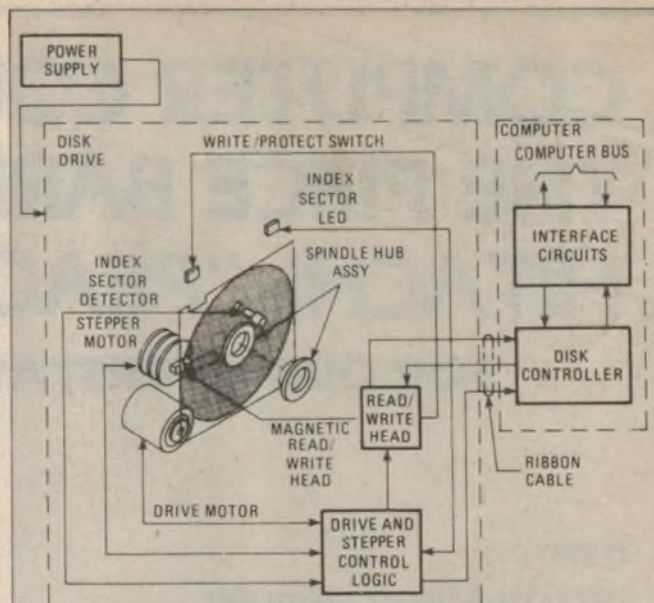 POWER
SUPPLY
DISK
DRIVE
WRITE/PROTECT SWITCH
INDEX
SECTOR
LED
COMPUTER
COMPUTER BUS
INTERFACE
CIRCUITS
INDEX
SECTOR
DETECTOR
SPINDLE HUB
ASSY
STEPPER
MOTOR
DISK
CONTROLLER
READ/
WRITE
HEAD
MAGNETIC
READ/
WRITE
HEAD
RIBBON
CABLE
DRIVE MOTOR
DRIVE AND
STEPPER
CONTROL
LOGIC